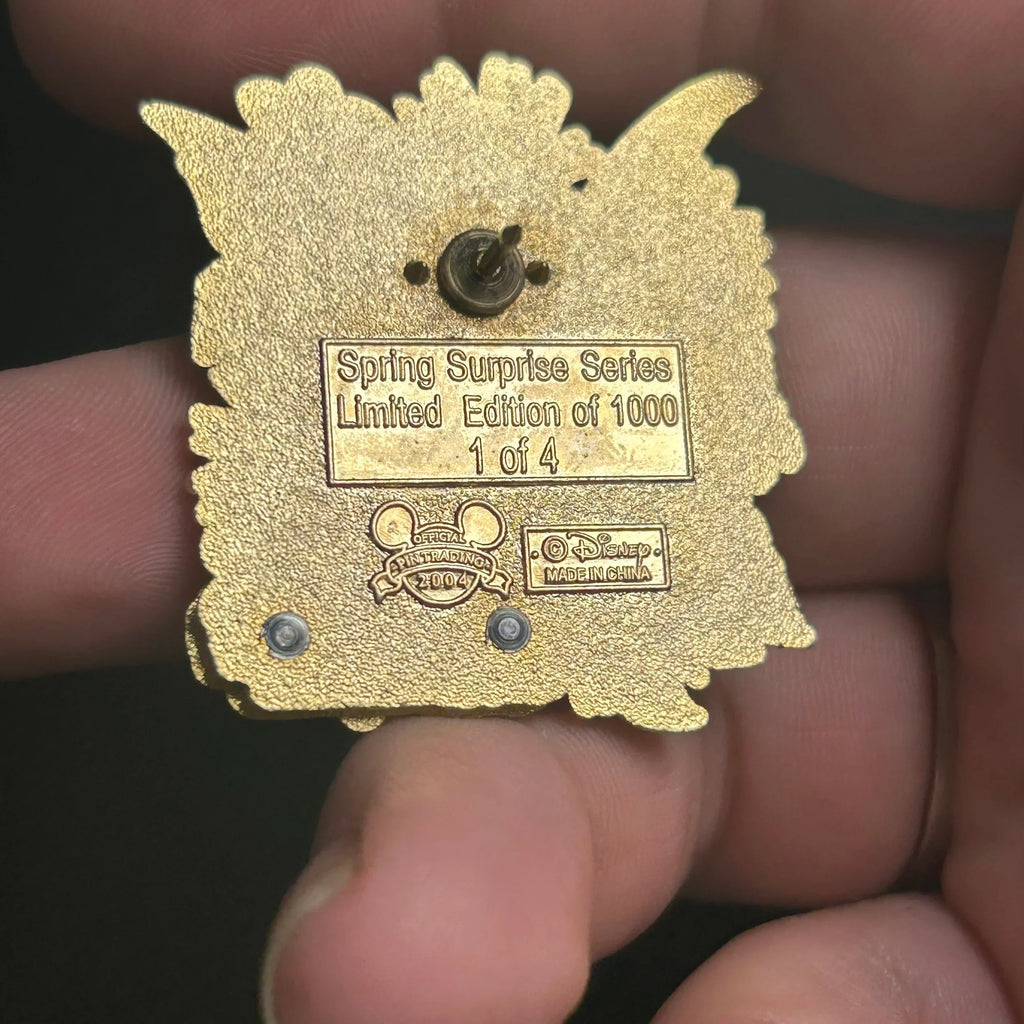 Spring Surprise Series
Limited Edition of 1000
1 of 4
OFFICIAL
PIN TRADING
2004
© Disney
MADE IN CHINA